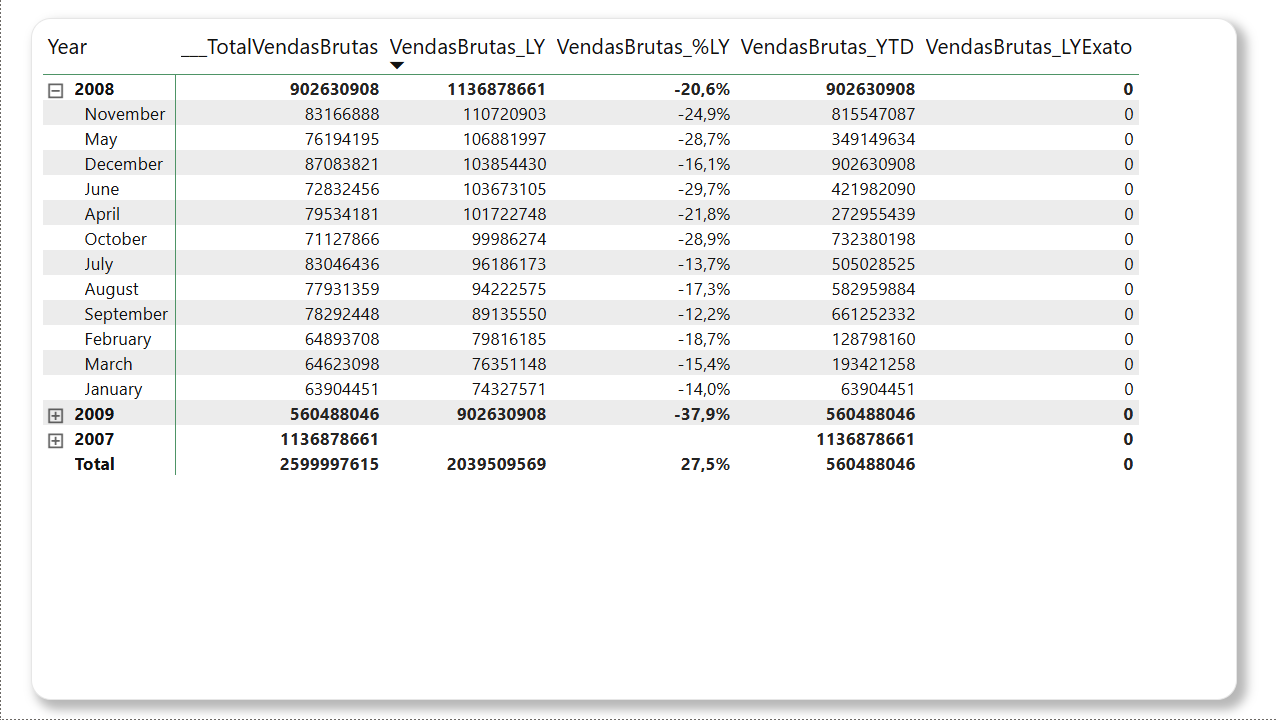 Year ___TotalVendasBrutas VendasBrutas_LY VendasBrutas_%LY VendasBrutas_YTD VendasBrutas_LYExato
2008 902630908 1136878661 -20,6% 902630908 0
November 83166888 110720903 -24,9% 815547087 0
May 76194195 106881997 -28,7% 349149634 0
December 87083821 103854430 -16,1% 902630908 0
June 72832456 103673105 -29,7% 421982090 0
April 79534181 101722748 -21,8% 272955439 0
October 71127866 99986274 -28,9% 732380198 0
July 83046436 96186173 -13,7% 505028525 0
August 77931359 94222575 -17,3% 582959884 0
September 78292448 89135550 -12,2% 661252332 0
February 64893708 79816185 -18,7% 128798160 0
March 64623098 76351148 -15,4% 193421258 0
January 63904451 74327571 -14,0% 63904451 0
2009 560488046 902630908 -37,9% 560488046 0
2007 1136878661 1136878661 0
Total 2599997615 2039509569 27,5% 560488046 0